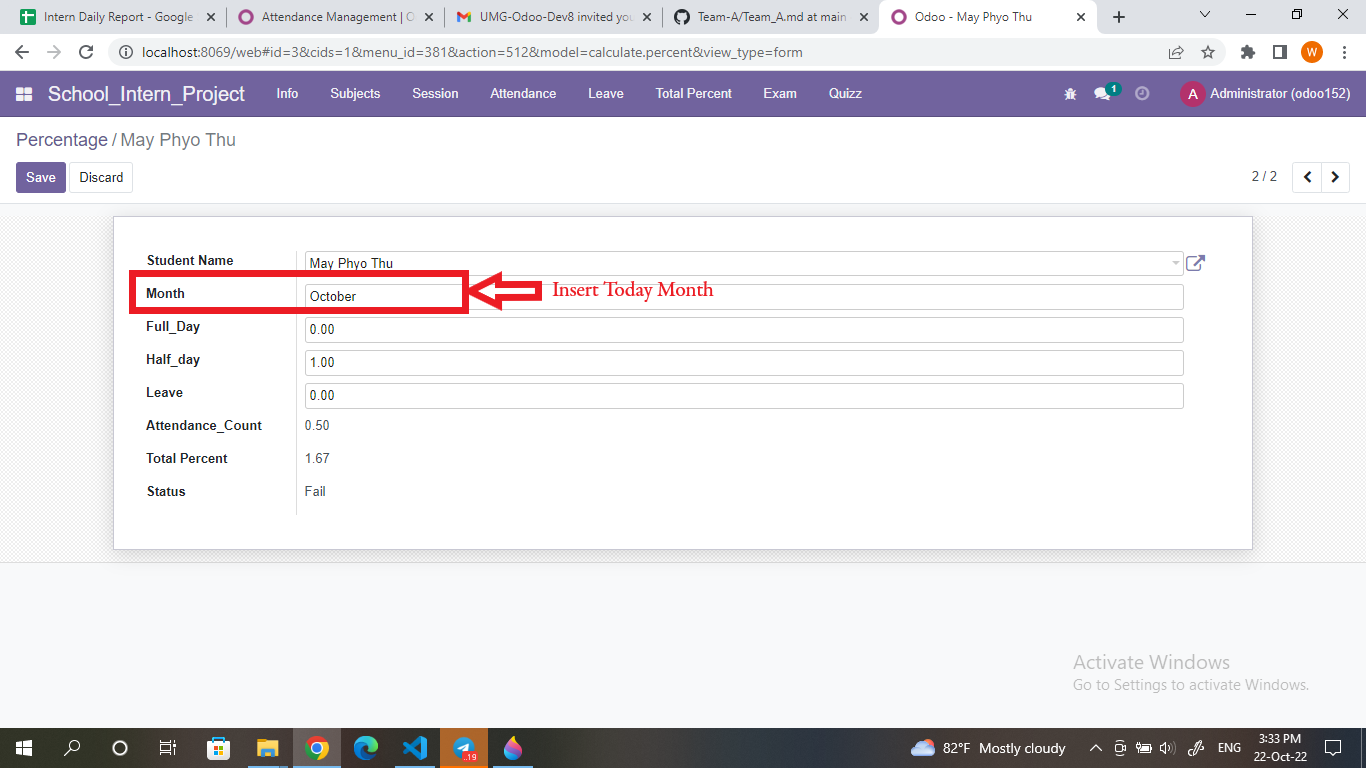 Intern Daily Report - Google
Attendance Management | O
UMG-Odoo-Dev8 invited you
Team-A/Team_A.md at main
Odoo - May Phyo Thu
localhost:8069/web#id=3&cids=1&menu_id=381&action=512&model=calculate.percent&view_type=form
W
School_Intern_Project
Info
Subjects
Session
Attendance
Leave
Total Percent
Exam
Quizz
1
A
Administrator (odoo152)
Percentage / May Phyo Thu
Save
Discard
2 / 2
Student Name
May Phyo Thu
Month
October
Insert Today Month
Full_Day
0.00
Half_day
1.00
Leave
0.00
Attendance_Count
0.50
Total Percent
1.67
Status
Fail
Activate Windows
Go to Settings to activate Windows.
..19
82°F Mostly cloudy
ENG
3:33 PM
22-Oct-22